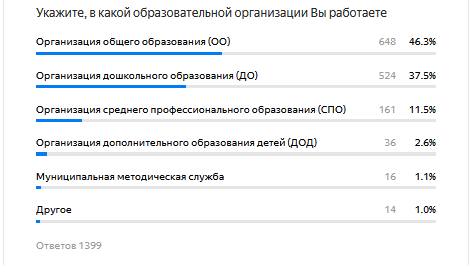 Укажите, в какой образовательной организации Вы работаете
Организация общего образования (ОО) 648 46.3%
Организация дошкольного образования (ДО) 524 37.5%
Организация среднего профессионального образования (СПО) 161 11.5%
Организация дополнительного образования детей (ДОД) 36 2.6%
Муниципальная методическая служба 16 1.1%
Другое 14 1.0%
Ответов 1399